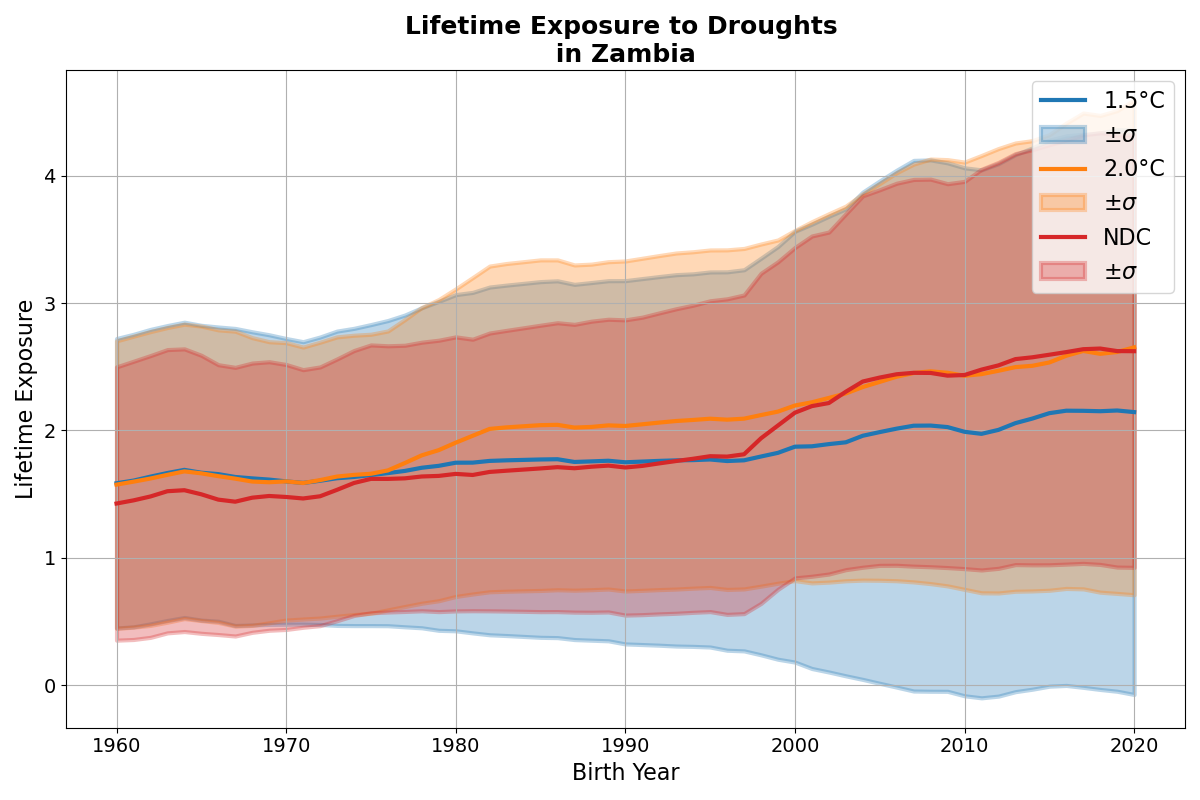 Lifetime Exposure to Droughts
in Zambia
1.5°C
±σ
2.0°C
±σ
NDC
±σ
Lifetime Exposure
4
3
2
1
0
1960 1970 1980 1990 2000 2010 2020
Birth Year